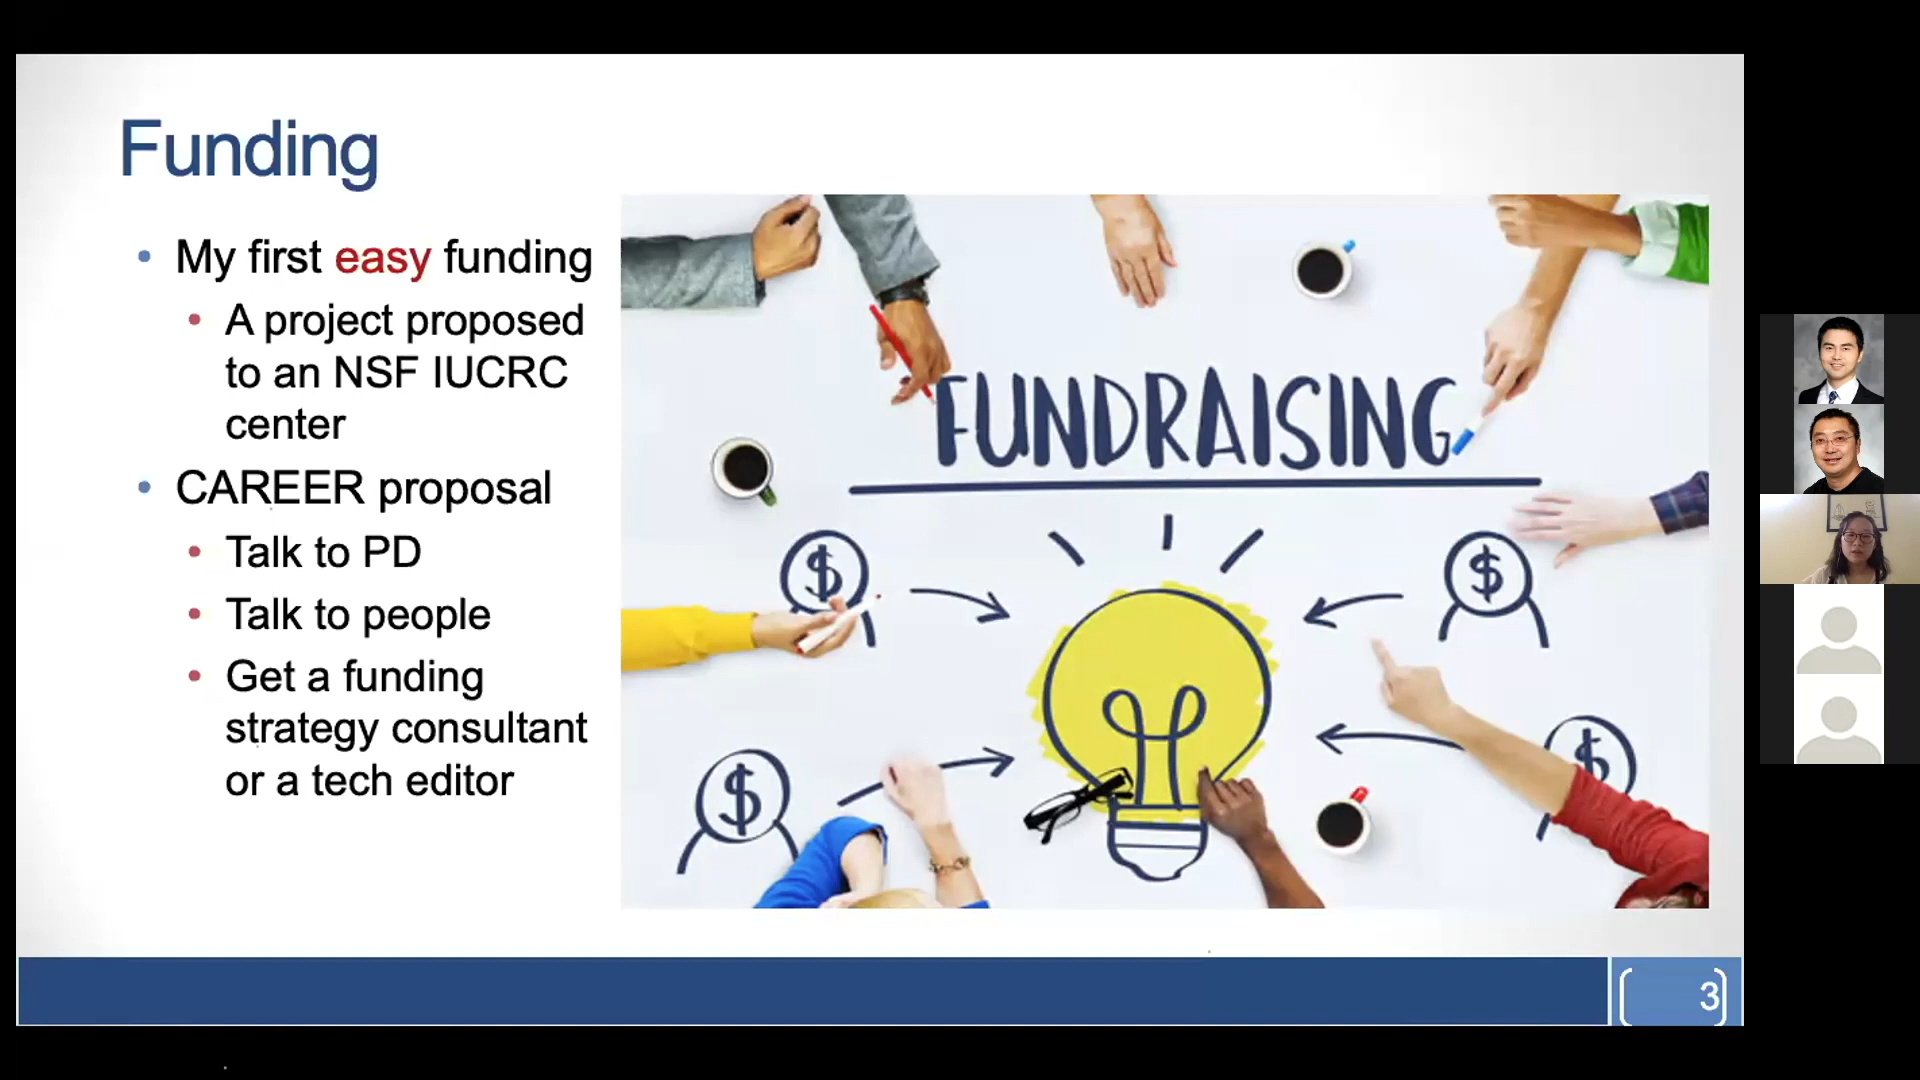 Funding
My first easy funding
A project proposed
to an NSF IUCRC
center
CAREER proposal
Talk to PD
Talk to people
Get a funding
strategy consultant
or a tech editor
FUNDRAISING
$
$
$
$
3